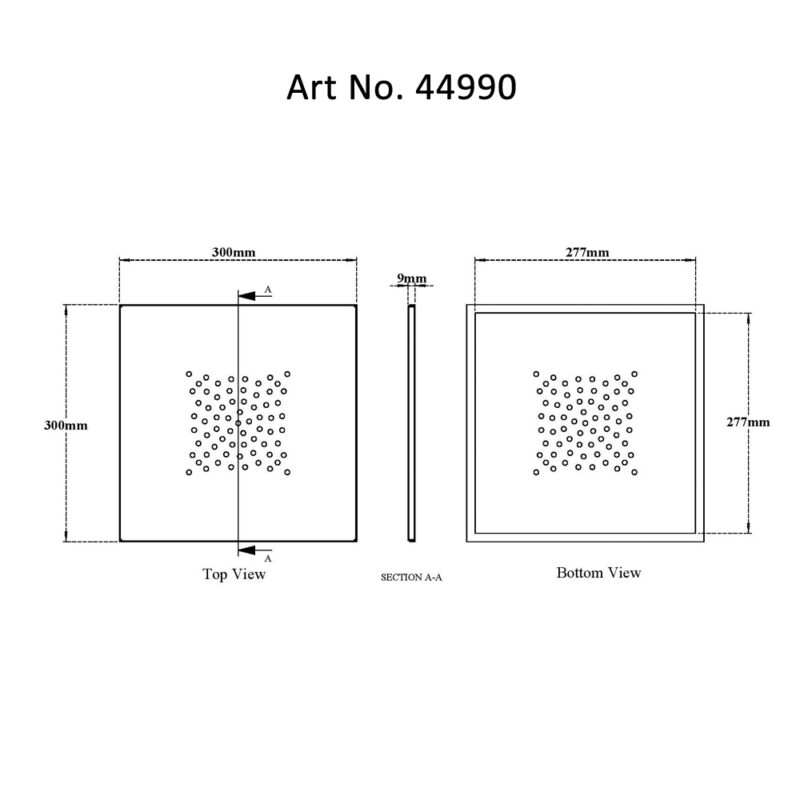 Art No. 44990
300mm
9mm
277mm
A
300mm
277mm
A
Top View
SECTION A-A
Bottom View